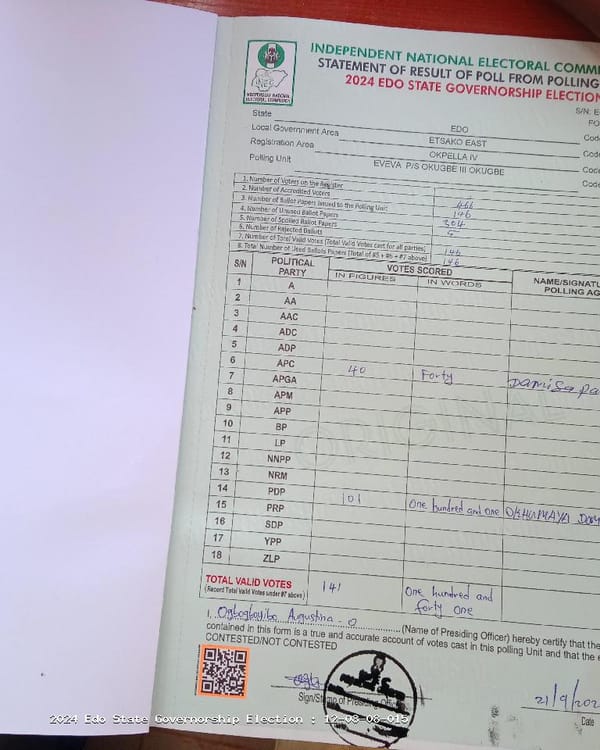 INDEPENDENT NATIONAL ELECTORAL COMM
STATEMENT OF RESULT OF POLL FROM POLLING
2024 EDO STATE GOVERNORSHIP ELECTION
INEC
INDEPENDENT NATIONAL
ELECTORAL COMMISSION
S/N: E
FO
State EDO Code
Local Government Area ETSAKO EAST Code
Registration Area OKPELLA IV Code
Polling Unit EVEVA P/S OKUGBE III OKUGBE Code
1. Number of Voters on the Register
2. Number of Accredited Voters
3. Number of Ballot Papers Issued to the Polling Unit
4. Number of Unused Ballot Papers
5. Number of Spoiled Ballot Papers
6. Number of Rejected Ballots
7. Number of Total Valid Votes (Total Valid Votes cast for all parties)
8. Total Number of Used Ballots Papers (Total of #5 + #6 + #7 above)
146
304
5
146
146
S/N POLITICAL PARTY VOTES SCORED NAME/SIGNATU
IN FIGURES IN WORDS POLLING AG
1 A
2 AA
3 AAC
4 ADC
5 ADP
6 APC 40 Forty Damisa
7 APGA
8 APM
9 APP
10 BP
11 LP
12 NNPP
13 NRM
14 PDP 101 One hundred and one
15 PRP
16 SDP
17 YPP
18 ZLP
ORIGINAL
TOTAL VALID VOTES 141 One hundred and
(Record Total Valid Votes under #7 above) forty one
I, Augustina . O (Name of Presiding Officer) hereby certify that the
contained in this form is a true and accurate account of votes cast in this polling Unit and that the e
CONTESTED/NOT CONTESTED
Sign/Stamp of Presiding Officer
21/9/202
Date
2024 Edo State Governorship Election : 12-08-08-015